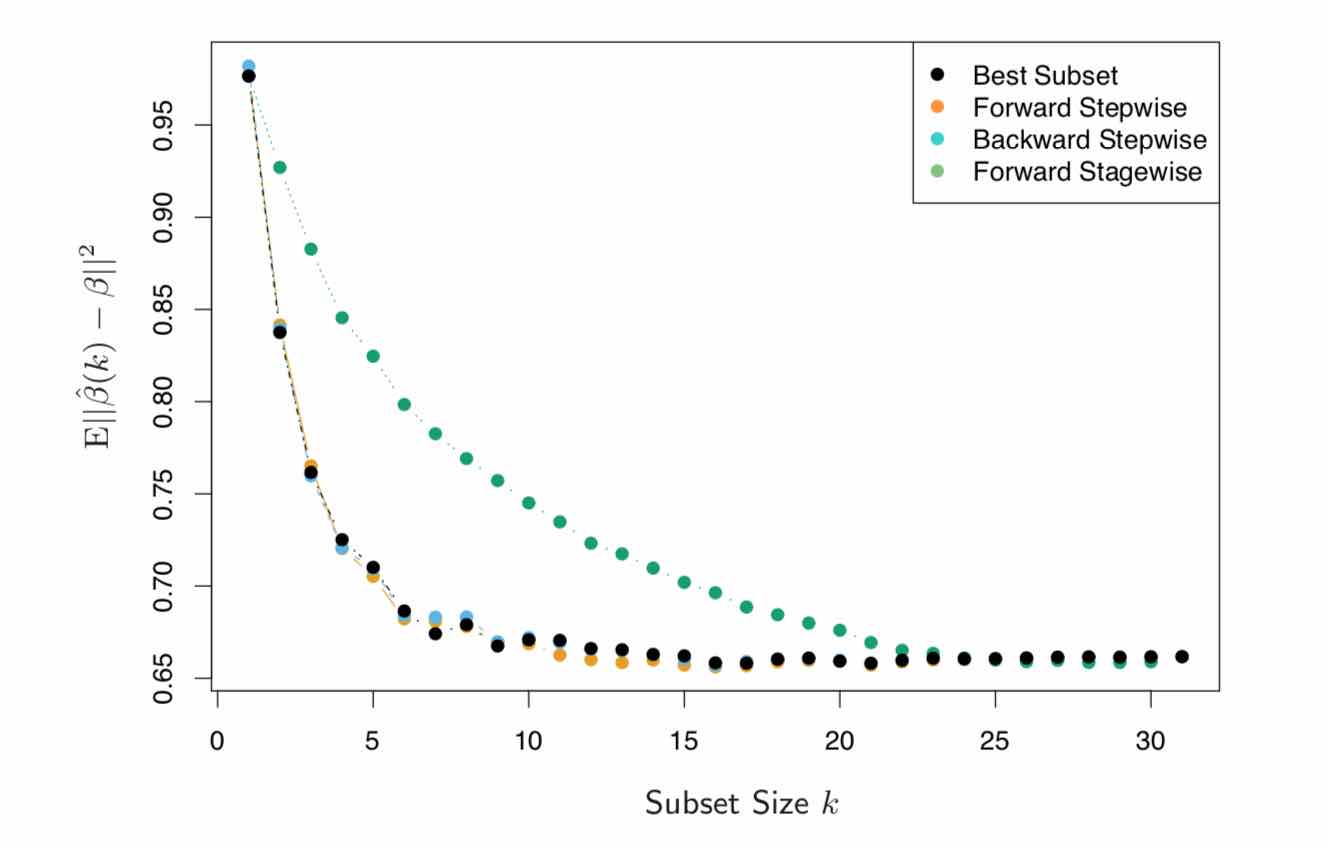 Best Subset
Forward Stepwise
Backward Stepwise
Forward Stagewise
E||β̂(k) − β||²
0.95
0.90
0.85
0.80
0.75
0.70
0.65
0 5 10 15 20 25 30
Subset Size k